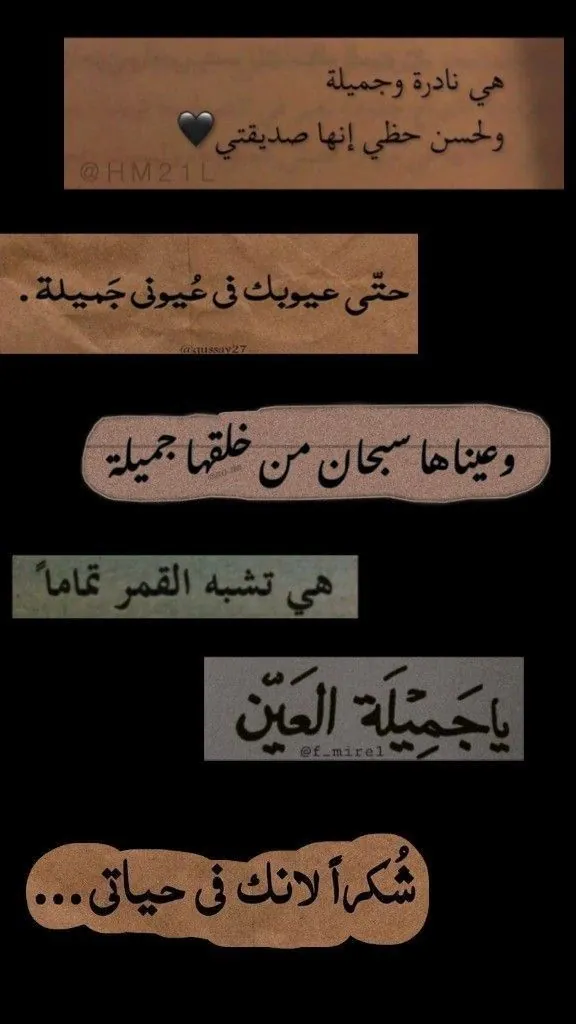 هي نادرة وجميلة
ولحسن حظي إنها صديقتي🖤
@HM21L
حتّى عيوبك فى عُيونى جَميلة .
@qussay27
وعيناها سبحان من خلقها جميلة
هي تشبه القمر تماماً
ياجَمِيْلَة العَيّن
@f_mire1
شُكراً لانك فى حياتى...